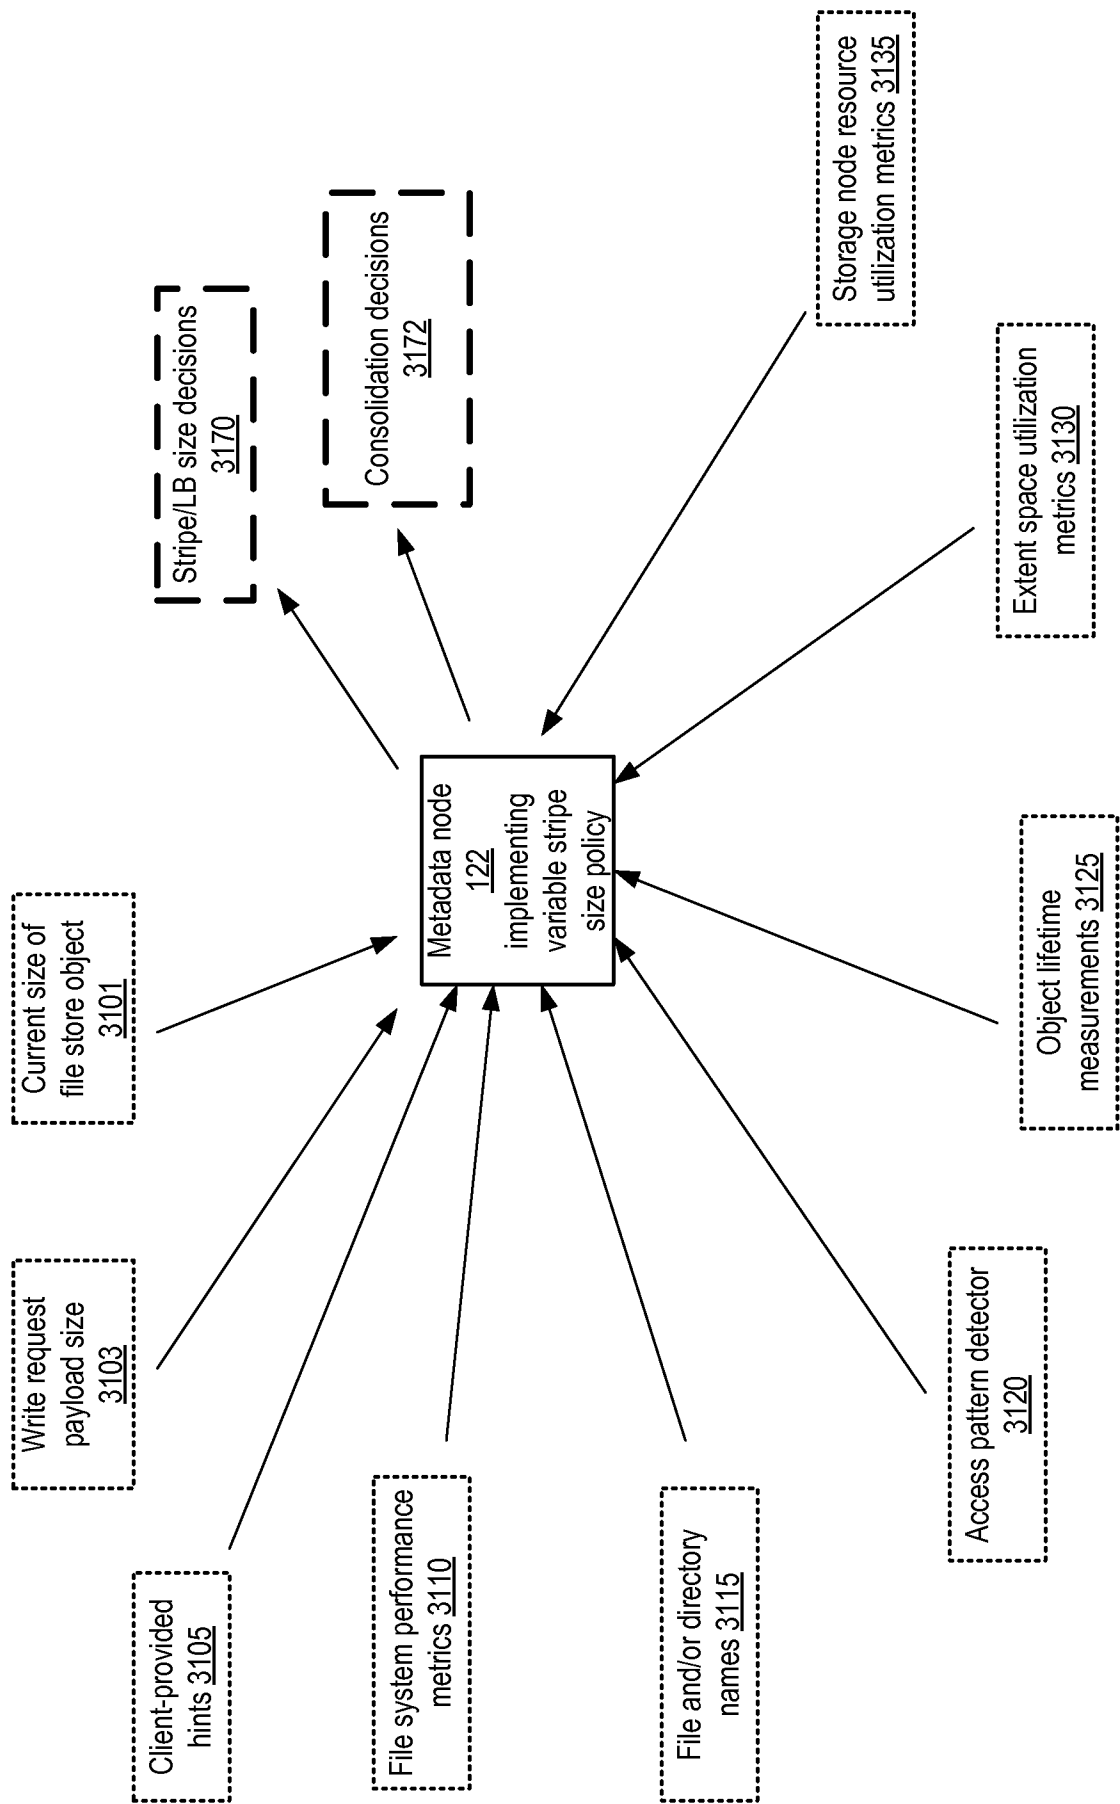 Current size of
file store object
3101
Write request
payload size
3103
Client-provided
hints 3105
File system performance
metrics 3110
File and/or directory
names 3115
Access pattern detector
3120
Object lifetime
measurements 3125
Extent space utilization
metrics 3130
Storage node resource
utilization metrics 3135
Metadata node
122
implementing
variable stripe
size policy
Stripe/LB size decisions
3170
Consolidation decisions
3172